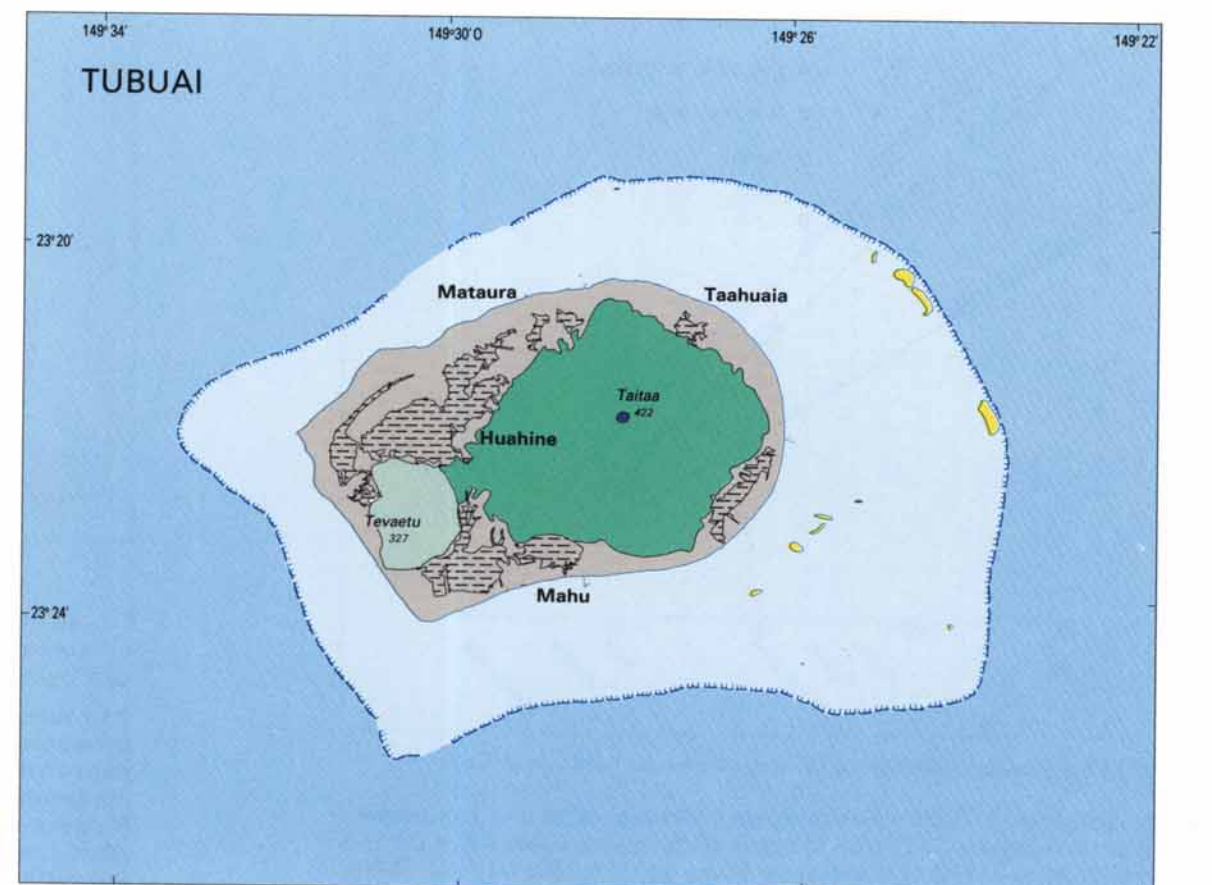 149° 34'
149° 30' O
149° 26'
149° 22'
TUBUAI
23° 20'
Mataura
Taahuaia
Taitaa
422
Huahine
Tevaetu
327
Mahu
23° 24'